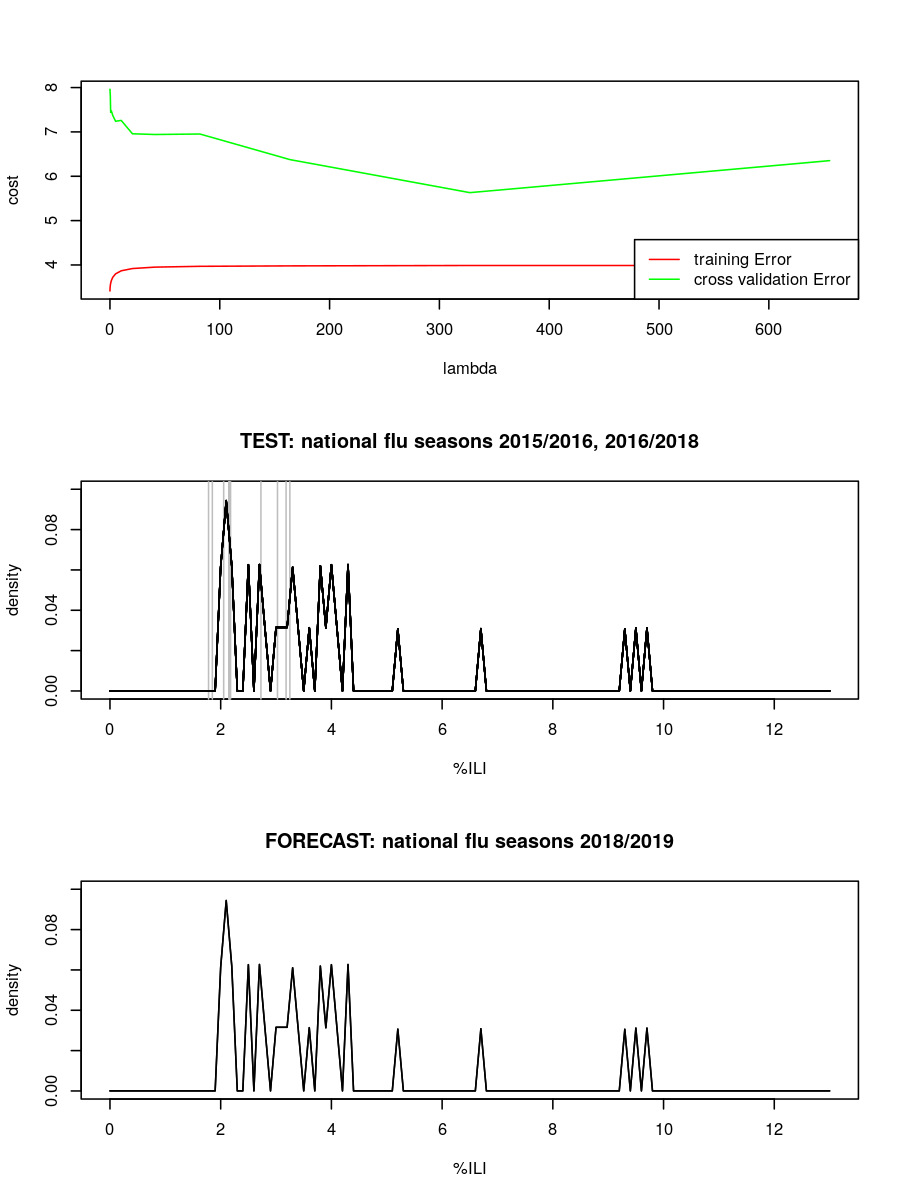 8
7
6
5
4
cost
training Error
cross validation Error
0 100 200 300 400 500 600
lambda
TEST: national flu seasons 2015/2016, 2016/2018
0.08
0.04
0.00
density
0 2 4 6 8 10 12
%ILI
FORECAST: national flu seasons 2018/2019
0.08
0.04
0.00
density
0 2 4 6 8 10 12
%ILI